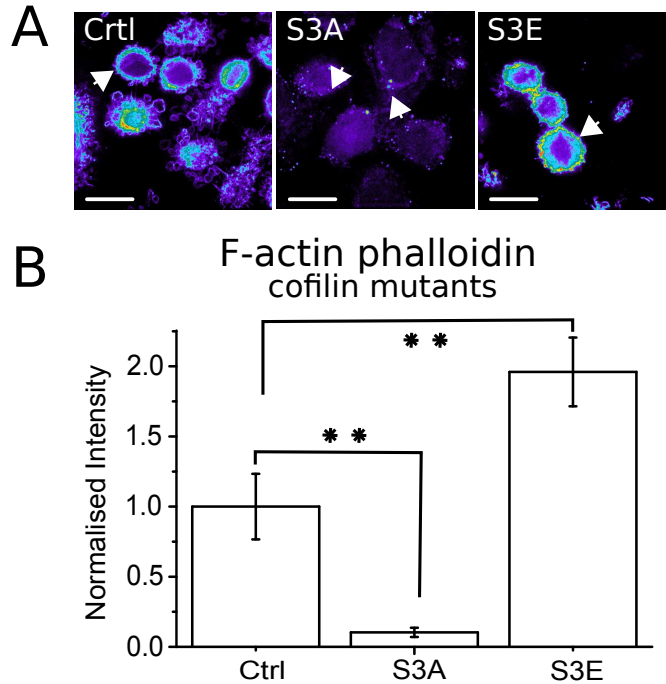 A
Crtl
S3A
S3E
B
F-actin phalloidin
cofilin mutants
Normalised Intensity
2.0
1.5
1.0
0.5
0.0
* *
* *
Ctrl
S3A
S3E